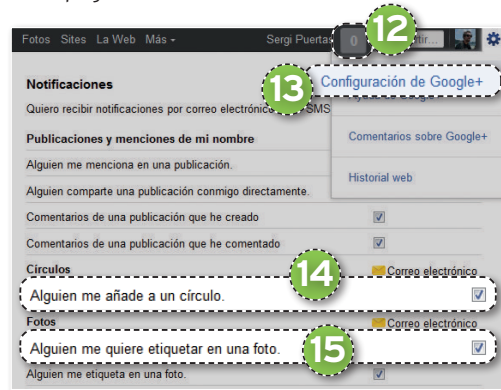 Fotos Sites La Web Más Sergi Puerta 0 12 tir...
13 Configuración de Google+
Notificaciones
Quiero recibir notificaciones por correo electrónico SMS
Publicaciones y menciones de mi nombre
Comentarios sobre Google+
Alguien me menciona en una publicación.
Historial web
Alguien comparte una publicación conmigo directamente.
Comentarios de una publicación que he creado
Comentarios de una publicación que he comentado
Círculos 14 Correo electrónico
Alguien me añade a un círculo.
Fotos Correo electrónico
Alguien me quiere etiquetar en una foto. 15
Alguien me etiqueta en una foto.